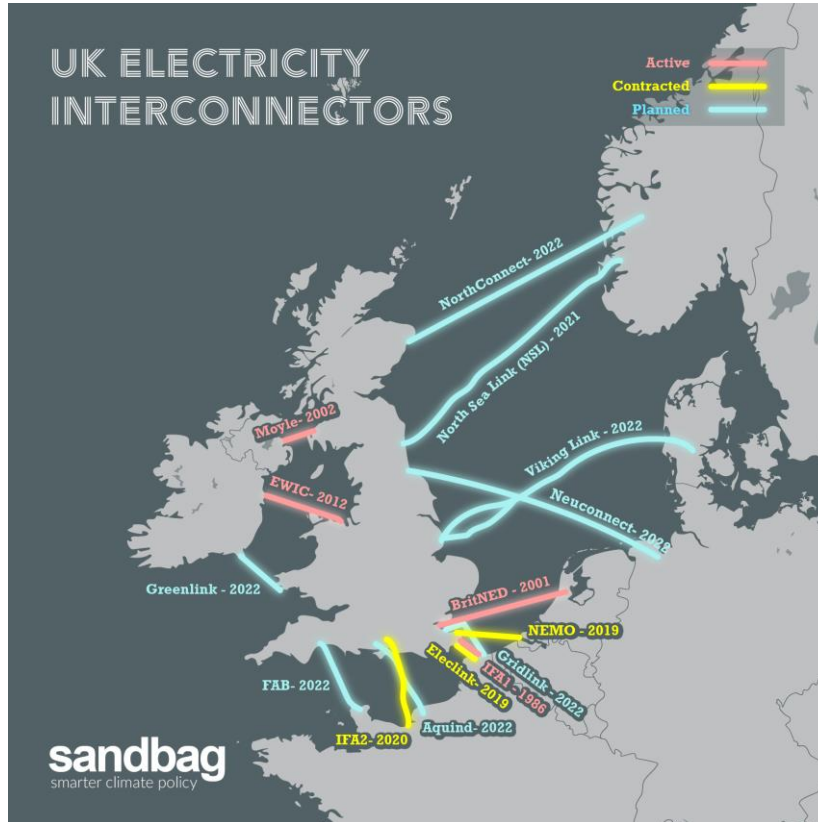 UK ELECTRICITY
INTERCONNECTORS
Active
Contracted
Planned
NorthConnect- 2022
North Sea Link (NSL) - 2021
Moyle- 2002
Viking Link - 2022
EWIC- 2012
Neuconnect- 2022
Greenlink - 2022
BritNED - 2001
NEMO - 2019
Gridlink - 2022
IFA1 - 1986
Eleclink- 2019
FAB- 2022
Aquind- 2022
IFA2- 2020
sandbag
smarter climate policy